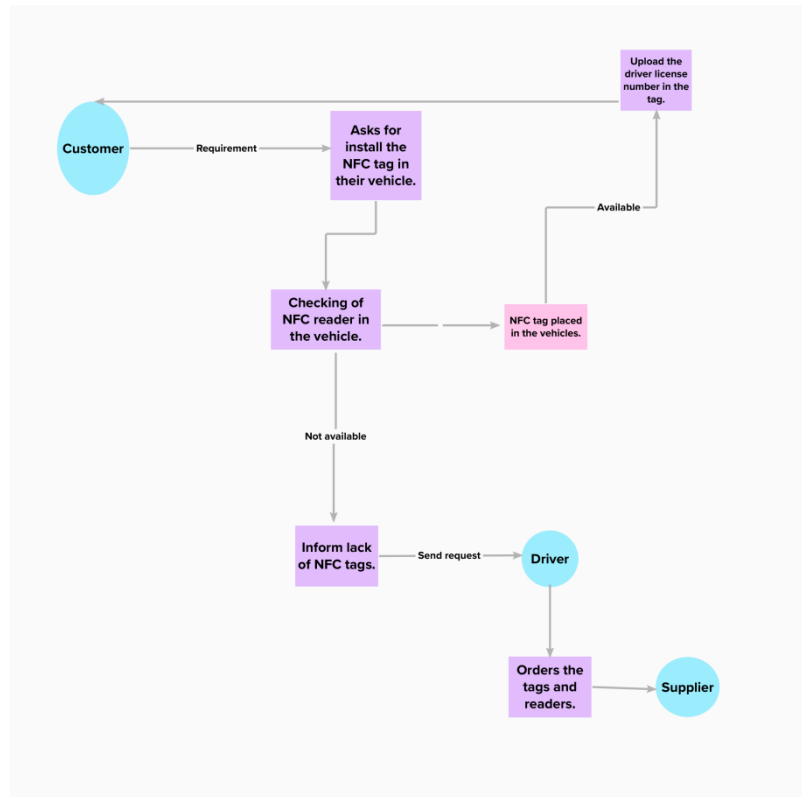 Upload the
driver license
number in the
tag.
Customer
Requirement
Asks for
install the
NFC tag in
their vehicle.
Available
Checking of
NFC reader in
the vehicle.
NFC tag placed
in the vehicles.
Not available
Inform lack
of NFC tags.
Send request
Driver
Orders the
tags and
readers.
Supplier